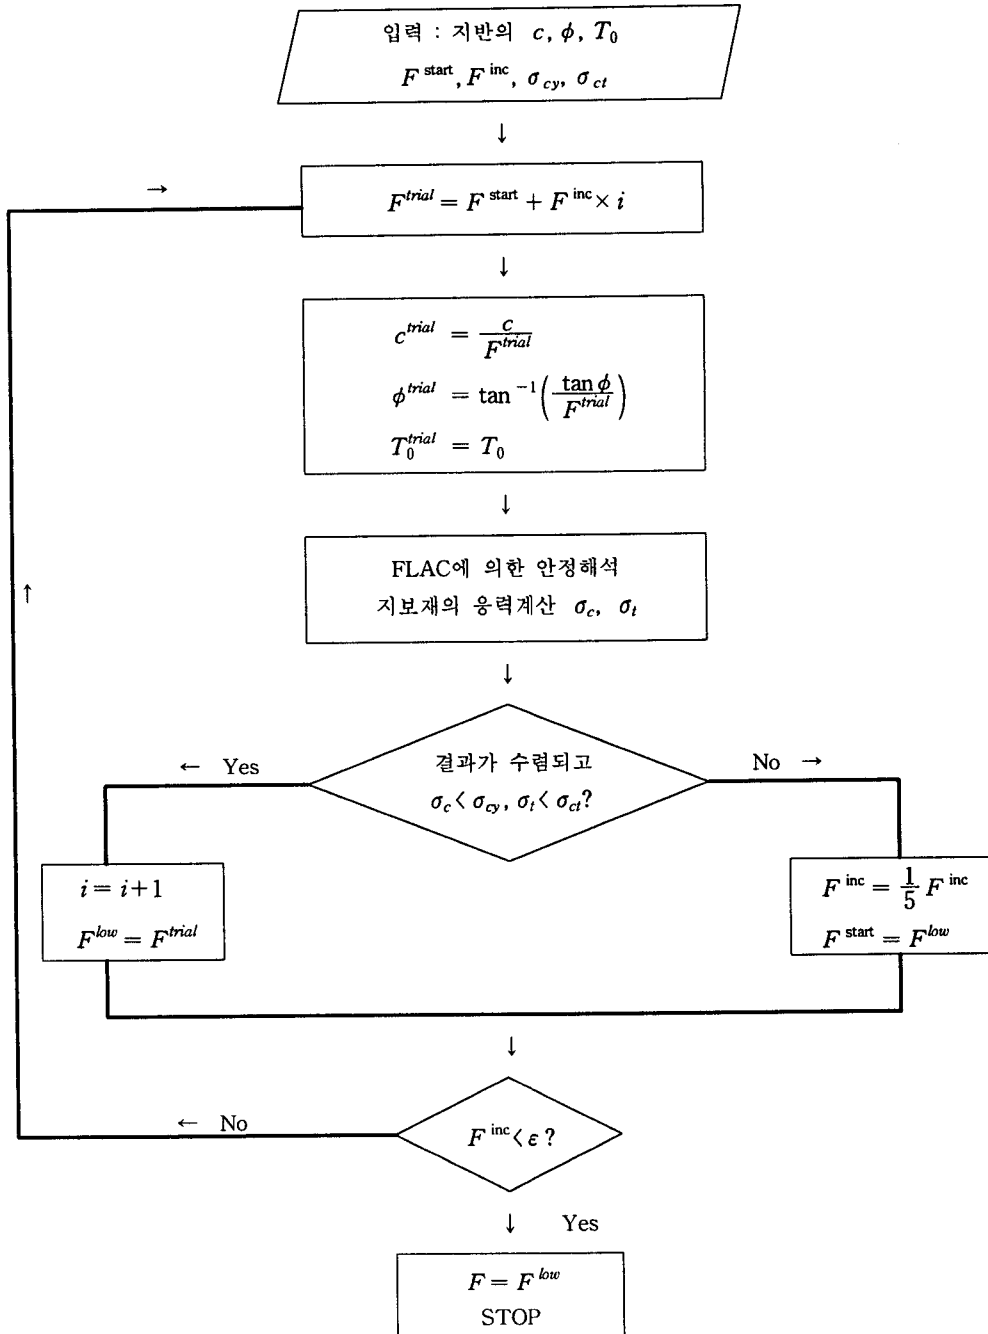 입력 : 지반의 c, ϕ, T₀
F^start, F^inc, σ_cy, σ_ct
↓
→
F^trial = F^start + F^inc × i
↓
c^trial = c / F^trial
ϕ^trial = tan⁻¹( tan ϕ / F^trial )
T₀^trial = T₀
↓
FLAC에 의한 안정해석
지보재의 응력계산 σ_c, σ_t
↑
↓
결과가 수렴되고
σ_c < σ_cy, σ_t < σ_ct?
← Yes
No →
i = i + 1
F^low = F^trial
F^inc = 1/5 F^inc
F^start = F^low
↓
← No
F^inc < ε ?
↓ Yes
F = F^low
STOP